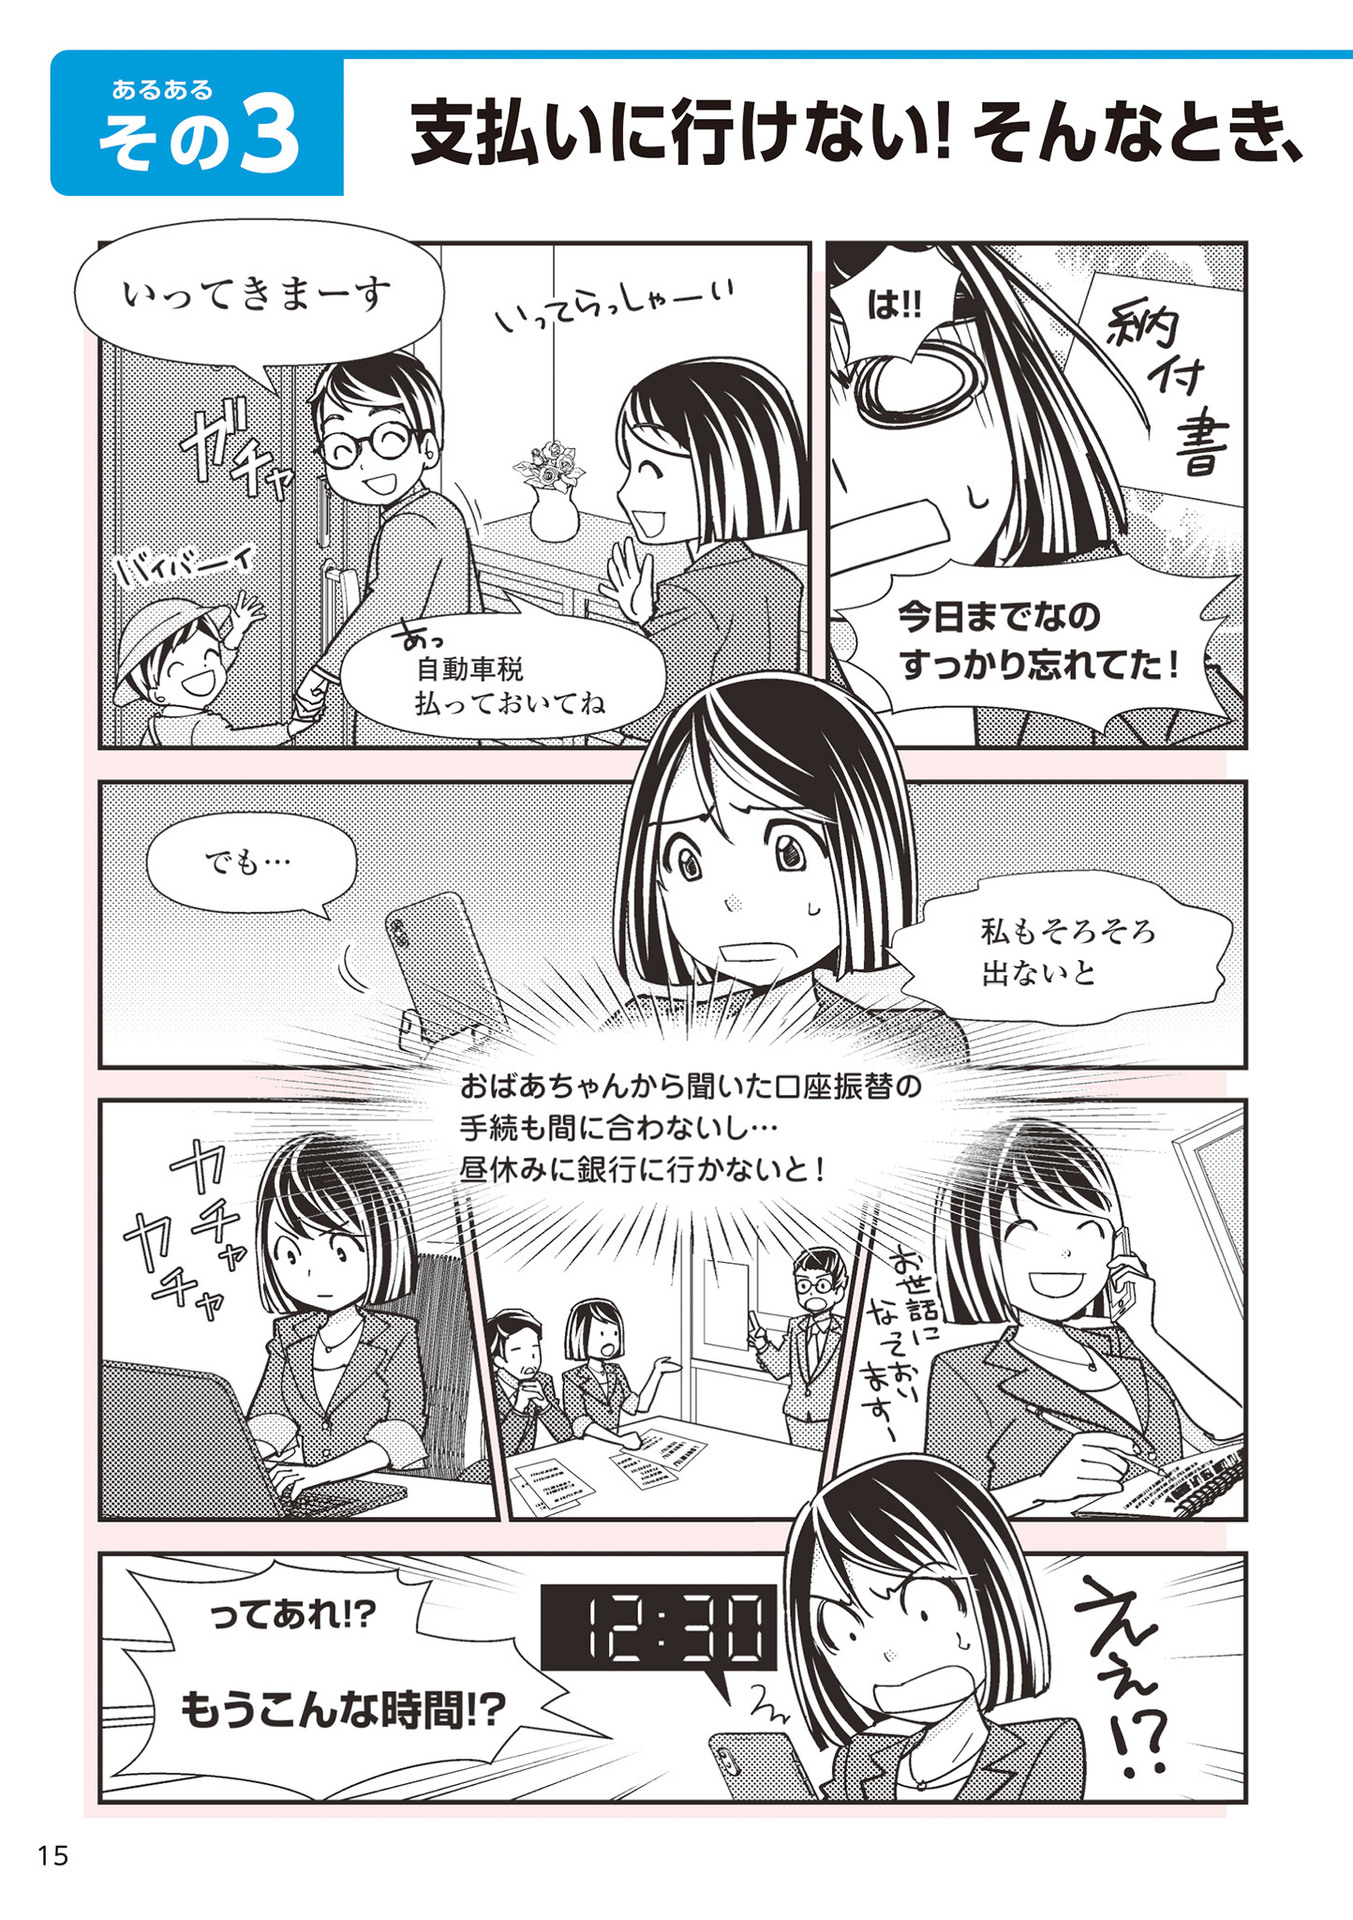 あるある
その3
支払いに行けない！そんなとき、
いってきまーす
いってらっしゃーい
ガチャ
バイバーイ
あっ
自動車税
払っておいてね
は!!
納付書
今日までなの
すっかり忘れてた！
でも…
私もそろそろ
出ないと
おばあちゃんから聞いた口座振替の
手続も間に合わないし…
昼休みに銀行に行かないと！
カチャ
カチャ
お世話に
なっており
ますー
ってあれ!?
もうこんな時間!?
12:30
ええ!?
15